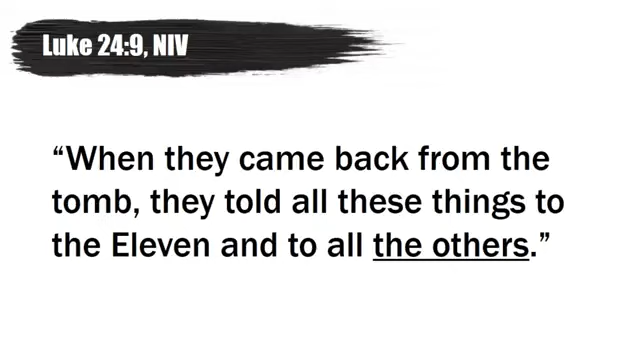 Luke 24:9, NIV
“When they came back from the
tomb, they told all these things to
the Eleven and to all the others.”